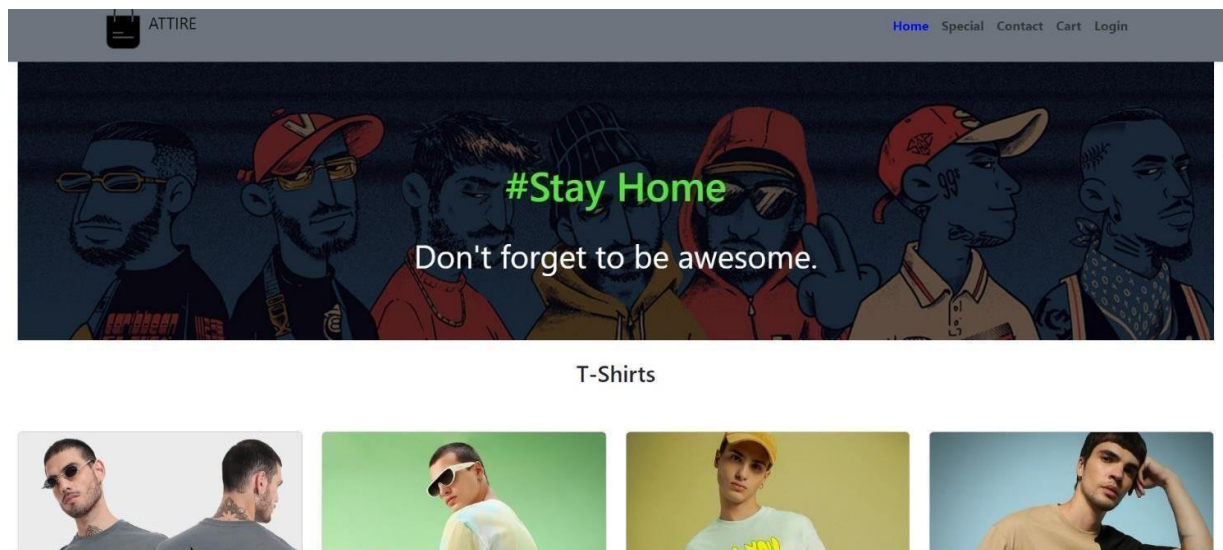 ATTIRE
Home Special Contact Cart Login
#Stay Home
Don't forget to be awesome.
T-Shirts